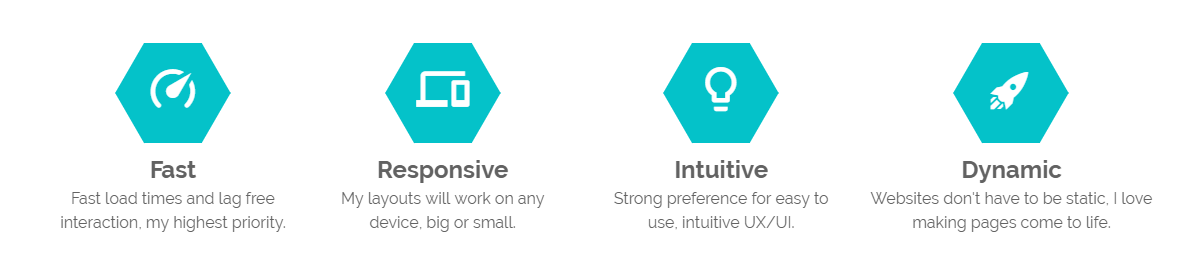 Fast
Fast load times and lag free
interaction, my highest priority.
Responsive
My layouts will work on any
device, big or small.
Intuitive
Strong preference for easy to
use, intuitive UX/UI.
Dynamic
Websites don't have to be static, I love
making pages come to life.